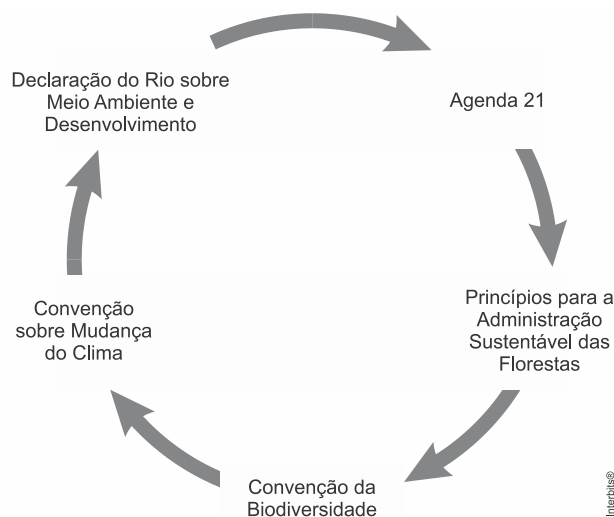 Declaração do Rio sobre
Meio Ambiente e
Desenvolvimento
Agenda 21
Princípios para a
Administração
Sustentável das
Florestas
Convenção da
Biodiversidade
Convenção
sobre Mudança
do Clima
Interbits®